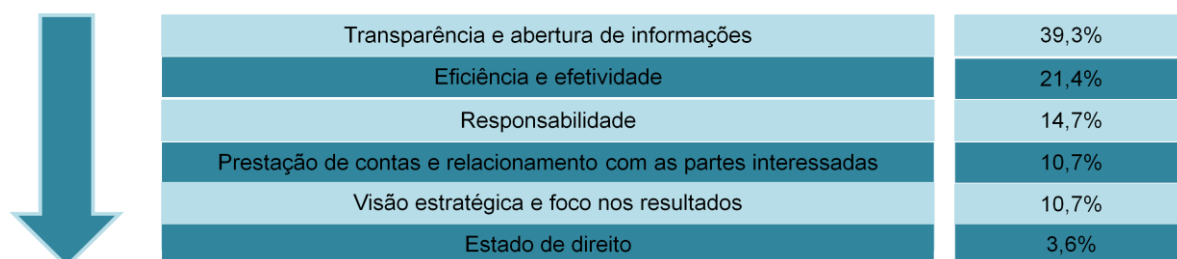 Transparência e abertura de informações 39,3%
Eficiência e efetividade 21,4%
Responsabilidade 14,7%
Prestação de contas e relacionamento com as partes interessadas 10,7%
Visão estratégica e foco nos resultados 10,7%
Estado de direito 3,6%